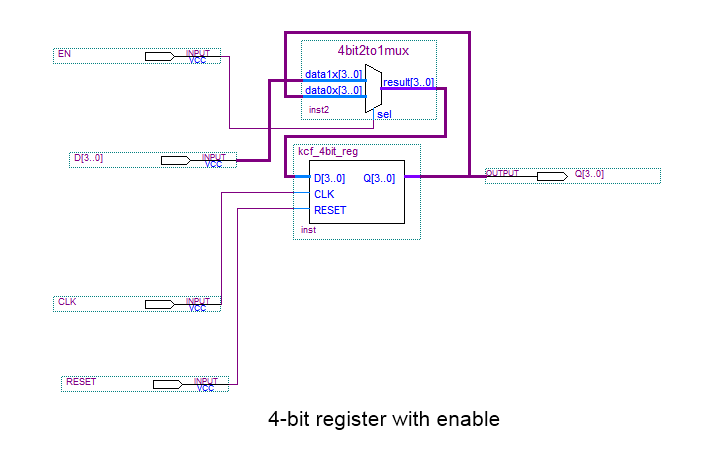 4bit2to1mux
EN
INPUT
VCC
data1x[3..0]
result[3..0]
data0x[3..0]
inst2
sel
D[3..0]
INPUT
VCC
kcf_4bit_reg
D[3..0]
Q[3..0]
CLK
RESET
inst
OUTPUT
Q[3..0]
CLK
INPUT
VCC
RESET
INPUT
VCC
4-bit register with enable